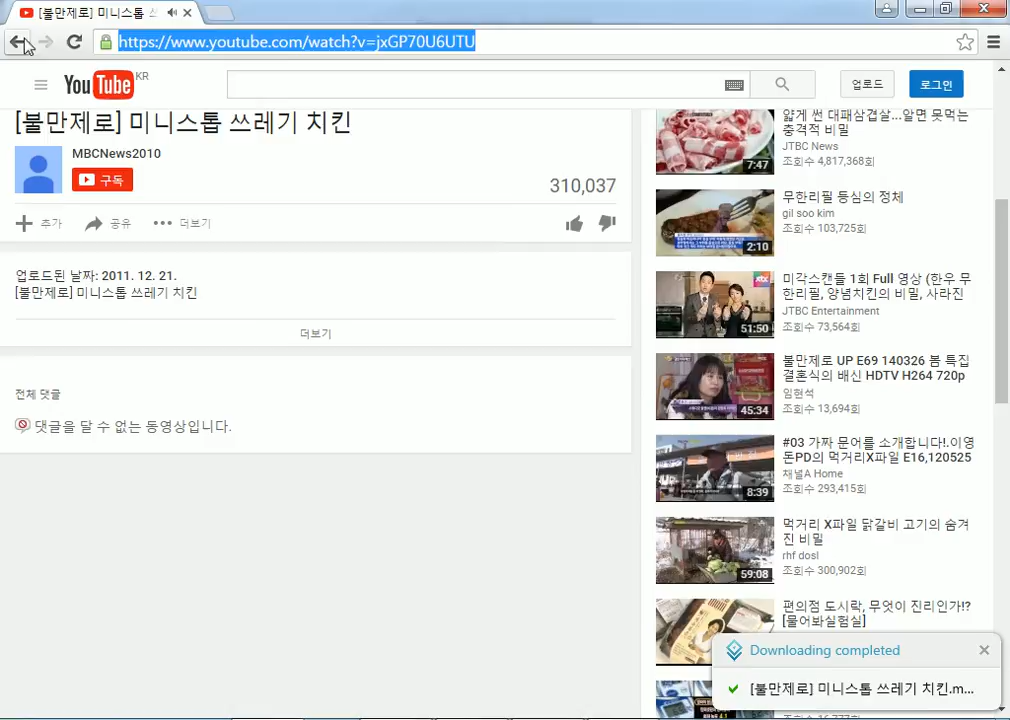 [불만제로] 미니스톱 쓰
https://www.youtube.com/watch?v=jxGP70U6UTU
YouTube KR
업로드
로그인
[불만제로] 미니스톱 쓰레기 치킨
MBCNews2010
구독
310,037
추가
공유
더보기
업로드된 날짜: 2011. 12. 21.
[불만제로] 미니스톱 쓰레기 치킨
더보기
전체 댓글
댓글을 달 수 없는 동영상입니다.
얇게 썬 대패삼겹살...알면 못먹는
충격적 비밀
JTBC News
조회수 4,817,368회
7:47
무한리필 등심의 정체
gil soo kim
조회수 103,725회
2:10
미각스캔들 1회 Full 영상 (한우 무
한리필, 양념치킨의 비밀, 사라진
JTBC Entertainment
조회수 73,564회
51:50
불만제로 UP E69 140326 봄 특집
결혼식의 배신 HDTV H264 720p
임현석
조회수 13,694회
45:34
#03 가짜 문어를 소개합니다!.이영
돈PD의 먹거리X파일 E16,120525
채널A Home
조회수 293,415회
8:39
먹거리 X파일 닭갈비 고기의 숨겨
진 비밀
rhf dosl
조회수 300,902회
59:08
편의점 도시락, 무엇이 진리인가!?
[물어봐실험실]
Downloading completed
[불만제로] 미니스톱 쓰레기 치킨.m...